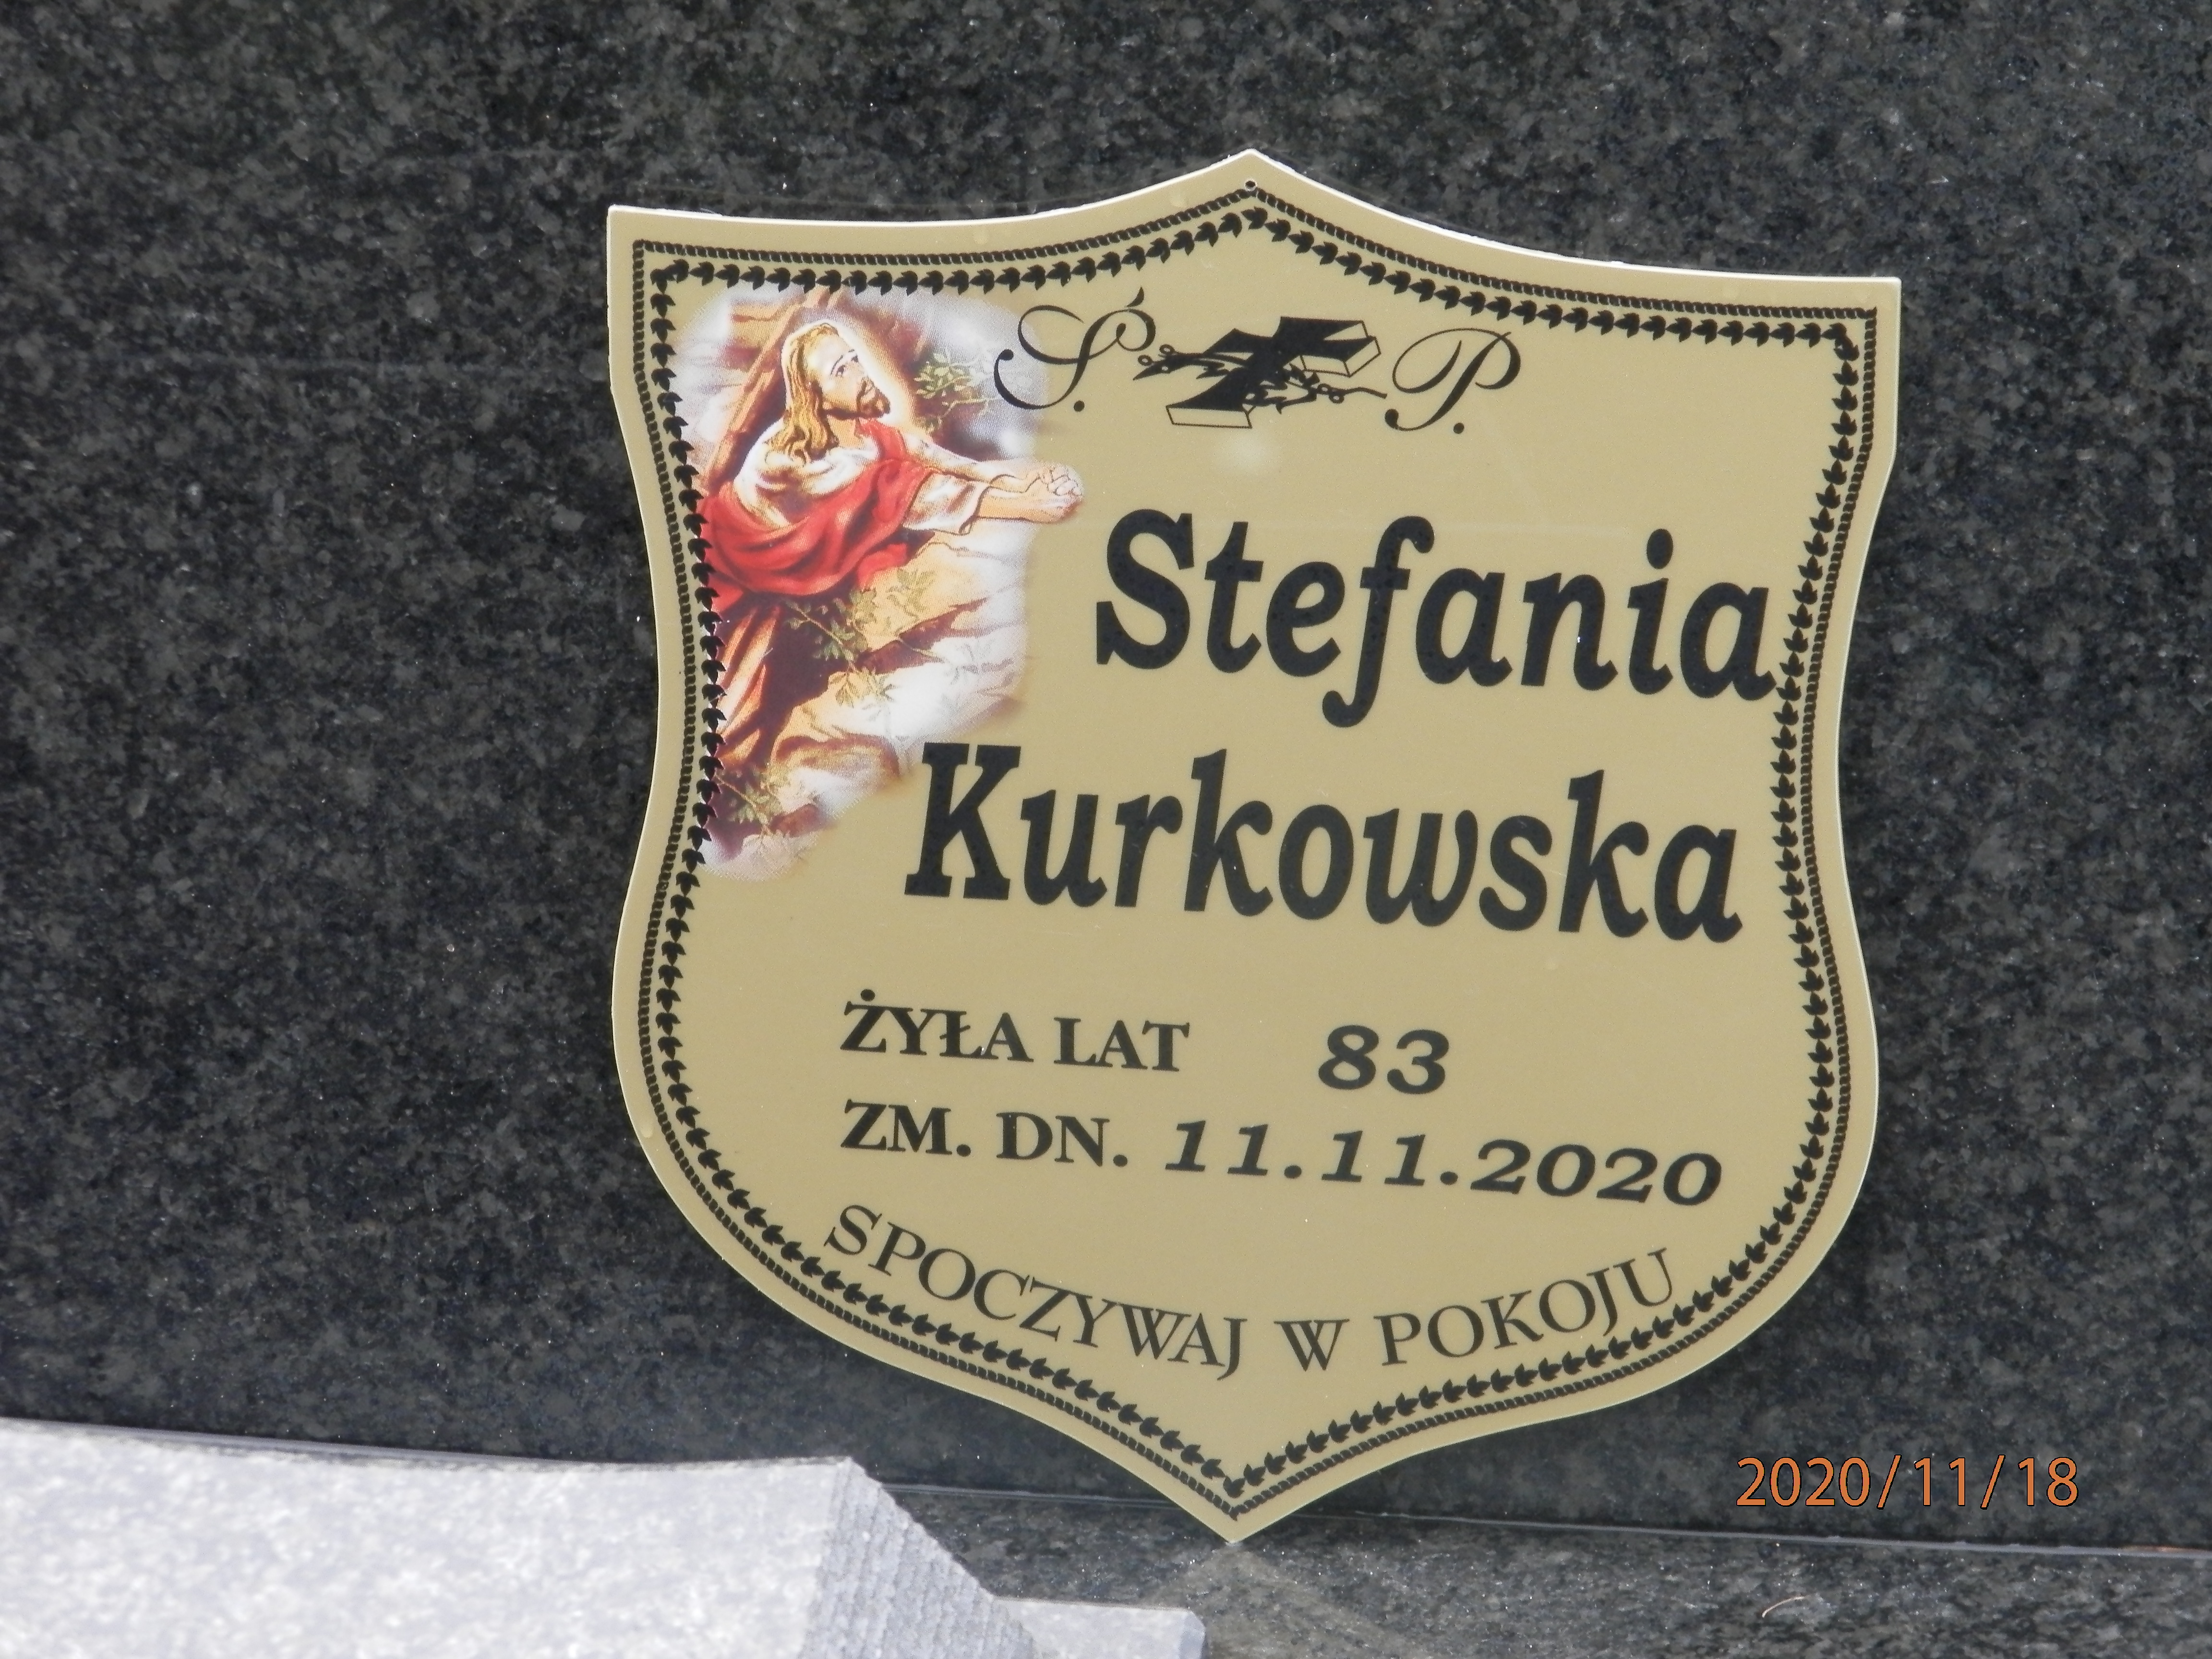 Ś. P.
Stefania
Kurkowska
ŻYŁA LAT 83
ZM. DN. 11.11.2020
SPOCZYWAJ W POKOJU
2020/11/18